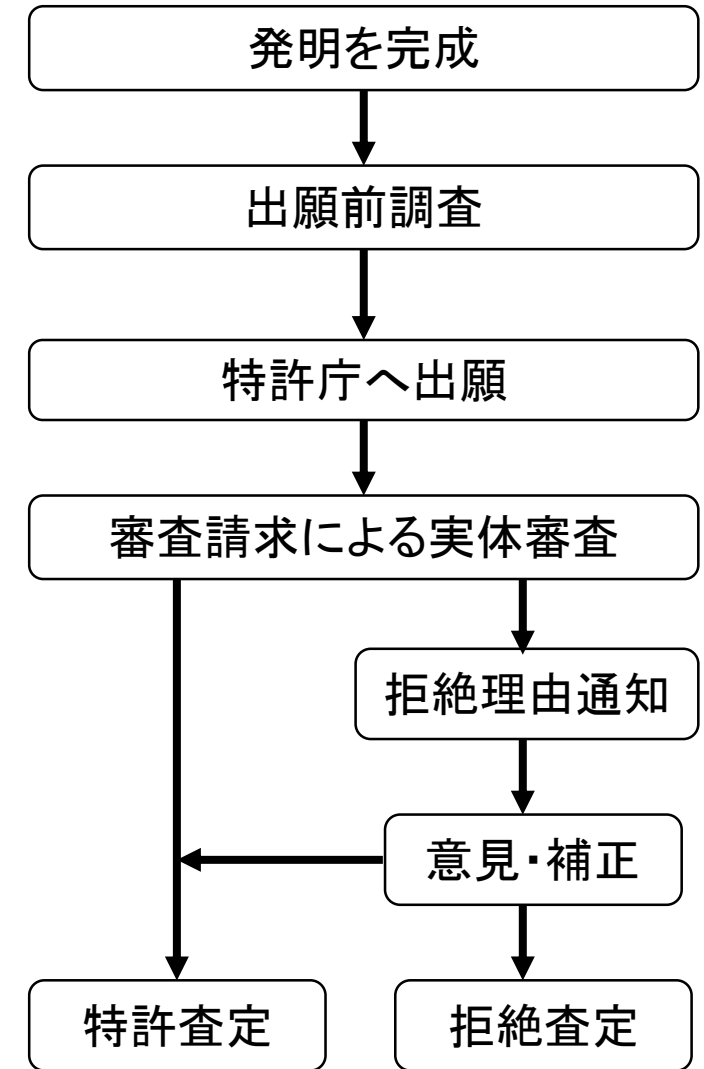 発明を完成
出願前調査
特許庁へ出願
審査請求による実体審査
拒絶理由通知
意見・補正
特許査定
拒絶査定